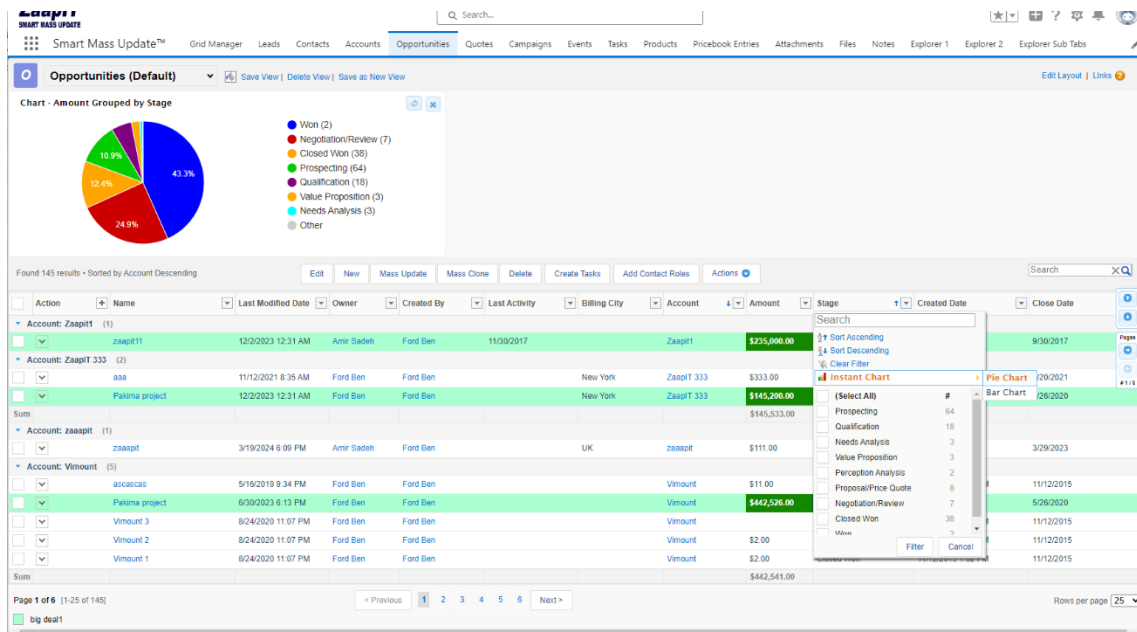 ZaapIT
SMART MASS UPDATE
Search...
Smart Mass Update™ Grid Manager Leads Contacts Accounts Opportunities Quotes Campaigns Events Tasks Products Pricebook Entries Attachments Files Notes Explorer 1 Explorer 2 Explorer Sub Tabs
O Opportunities (Default) Save View | Delete View | Save as New View Edit Layout | Links
Chart - Amount Grouped by Stage
43.3%
24.9%
12.4%
10.9%
Won (2)
Negotiation/Review (7)
Closed Won (38)
Prospecting (64)
Qualification (18)
Value Proposition (3)
Needs Analysis (3)
Other
Found 145 results • Sorted by Account Descending Edit New Mass Update Mass Clone Delete Create Tasks Add Contact Roles Actions Search
Action Name Last Modified Date Owner Created By Last Activity Billing City Account Amount Stage Created Date Close Date
Account: Zaapit1 (1)
zaapit11 12/2/2023 12:31 AM Amir Sadeh Ford Ben 11/30/2017 Zaapit1 $235,000.00 9/30/2017
Account: ZaapIT 333 (2)
aaa 11/12/2021 8:35 AM Ford Ben Ford Ben New York ZaapIT 333 $333.00 /20/2021
Pakima project 12/2/2023 12:31 AM Ford Ben Ford Ben New York ZaapIT 333 $145,200.00 /26/2020
Sum $145,533.00
Account: zaaapit (1)
zaaapit 3/19/2024 6:09 PM Amir Sadeh Ford Ben UK zaaapit $111.00 3/29/2023
Account: Vimount (5)
ascascas 5/16/2019 9:34 PM Ford Ben Ford Ben Vimount $11.00 11/12/2015
Pakima project 6/30/2023 6:13 PM Ford Ben Ford Ben Vimount $442,526.00 5/26/2020
Vimount 3 8/24/2020 11:07 PM Ford Ben Ford Ben Vimount 11/12/2015
Vimount 2 8/24/2020 11:07 PM Ford Ben Ford Ben Vimount $2.00 11/12/2015
Vimount 1 8/24/2020 11:07 PM Ford Ben Ford Ben Vimount $2.00 11/12/2015
Sum $442,541.00
Search
Sort Ascending
Sort Descending
Clear Filter
Instant Chart
Pie Chart
Bar Chart
(Select All) #
Prospecting 64
Qualification 18
Needs Analysis 3
Value Proposition 3
Perception Analysis 2
Proposal/Price Quote 8
Negotiation/Review 7
Closed Won 38
Won 2
Filter Cancel
Pages
#1/6
Page 1 of 6 [1-25 of 145] < Previous 1 2 3 4 5 6 Next > Rows per page 25
big deal1